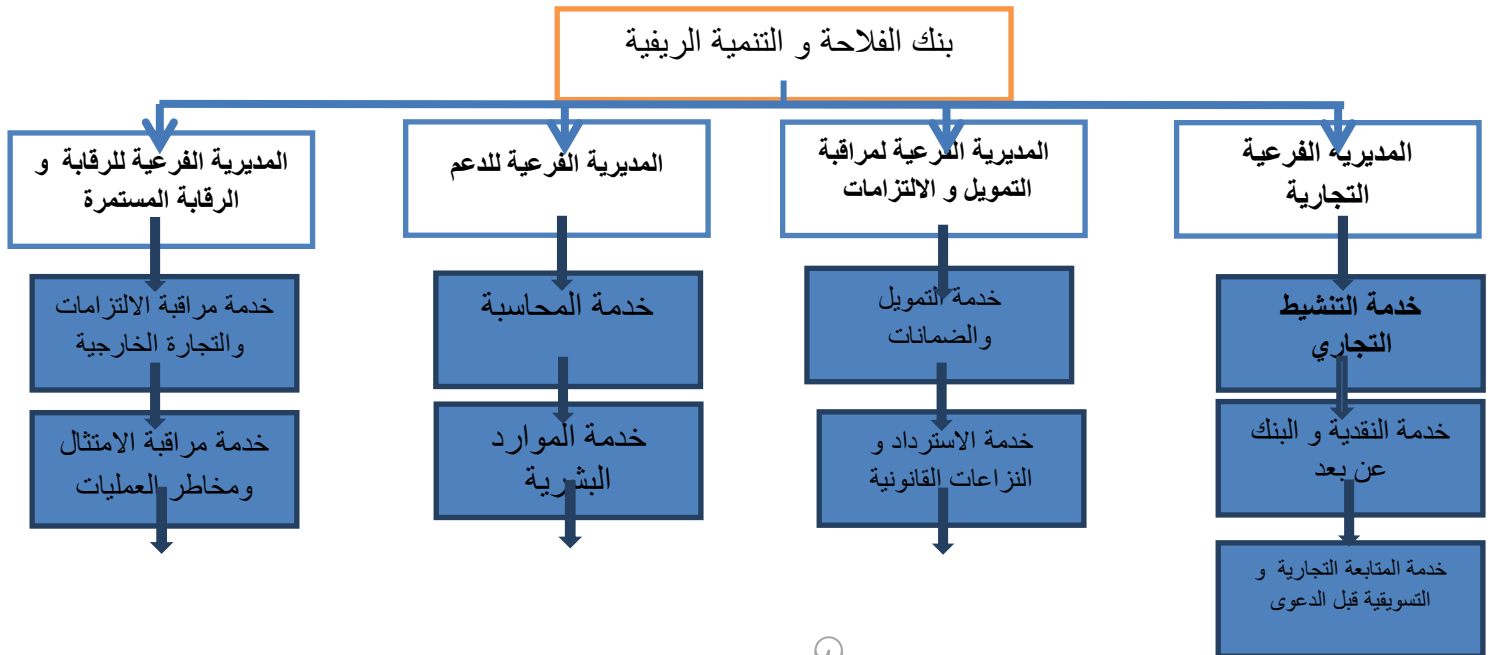 بنك الفلاحة و التنمية الريفية
المديرية الفرعية
التجارية
المديرية الفرعية لمراقبة
التمويل و الالتزامات
المديرية الفرعية للدعم
المديرية الفرعية للرقابة و
الرقابة المستمرة
خدمة التنشيط
التجاري
خدمة التمويل
والضمانات
خدمة المحاسبة
خدمة مراقبة الالتزامات
والتجارة الخارجية
خدمة النقدية و البنك
عن بعد
خدمة الاسترداد و
النزاعات القانونية
خدمة الموارد
البشرية
خدمة مراقبة الامتثال
ومخاطر العمليات
خدمة المتابعة التجارية و
التسويقية قبل الدعوى